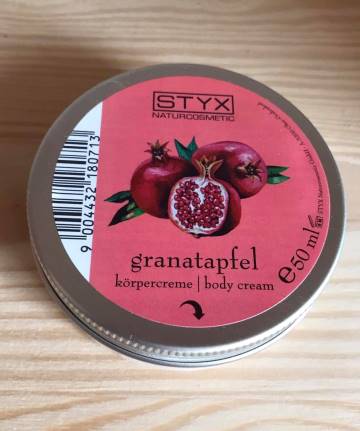 STYX
NATURCOSMETIC
9 004432 180713
granatapfel
körpercreme | body cream
℮50 ml